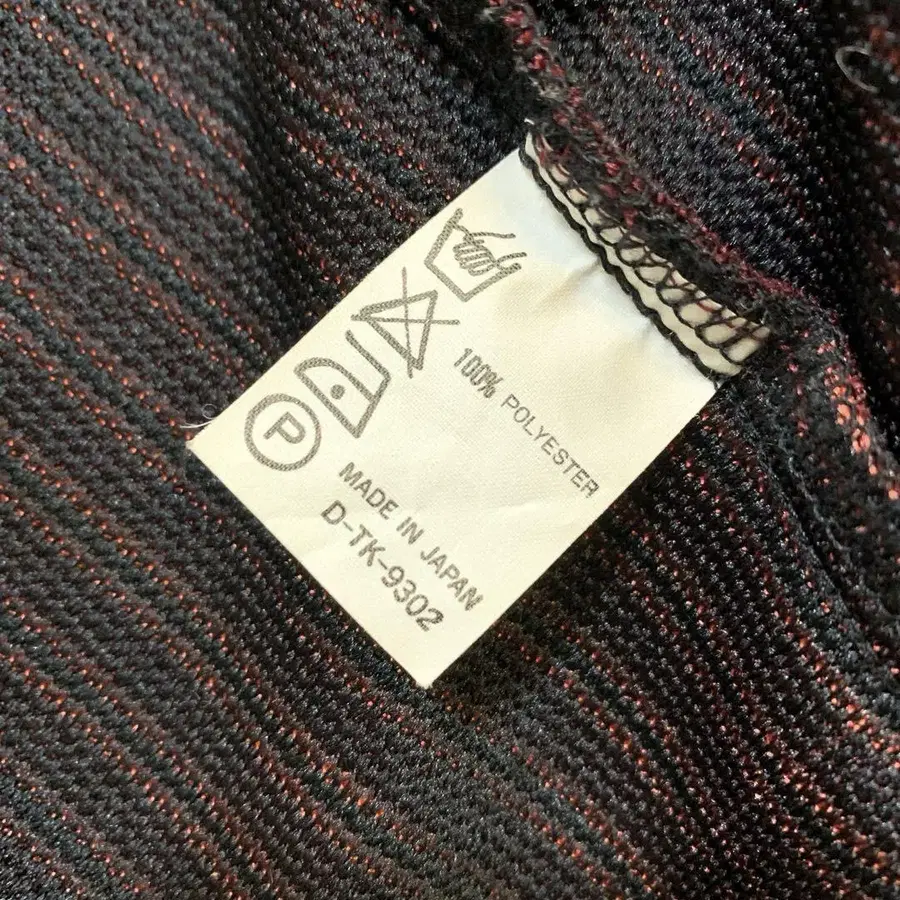 100% POLYESTER
P
MADE IN JAPAN
D-TK-9302